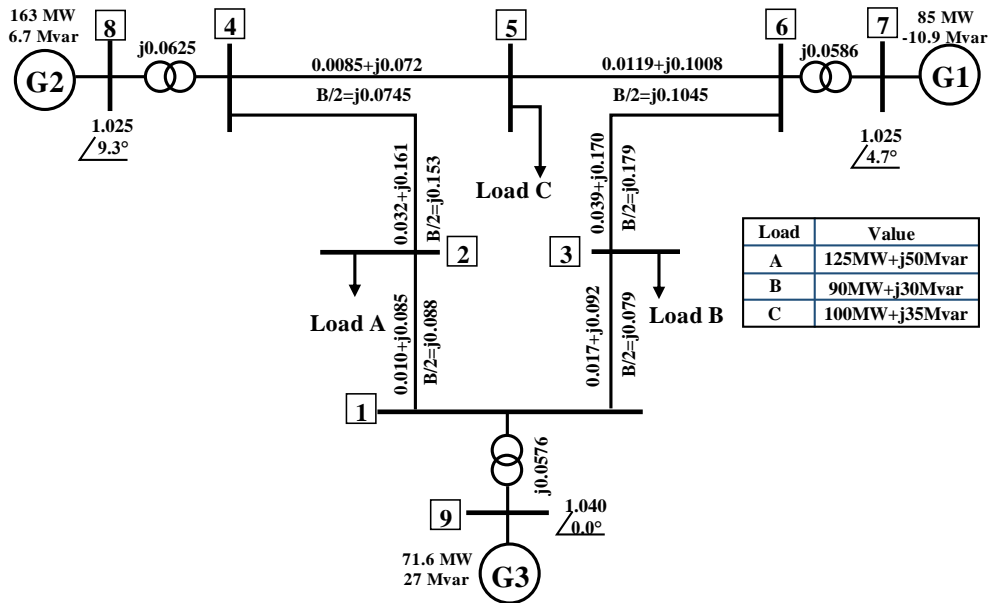 163 MW
6.7 Mvar
8
j0.0625
4
5
6
j0.0586
7
85 MW
-10.9 Mvar
G2
0.0085+j0.072
B/2=j0.0745
0.0119+j0.1008
B/2=j0.1045
G1
1.025
9.3°
1.025
4.7°
Load C
0.032+j0.161
B/2=j0.153
0.039+j0.170
B/2=j0.179
2
3
Load A
Load B
0.010+j0.085
B/2=j0.088
0.017+j0.092
B/2=j0.079
Load Value
A 125MW+j50Mvar
B 90MW+j30Mvar
C 100MW+j35Mvar
1
j0.0576
9
1.040
0.0°
71.6 MW
27 Mvar
G3